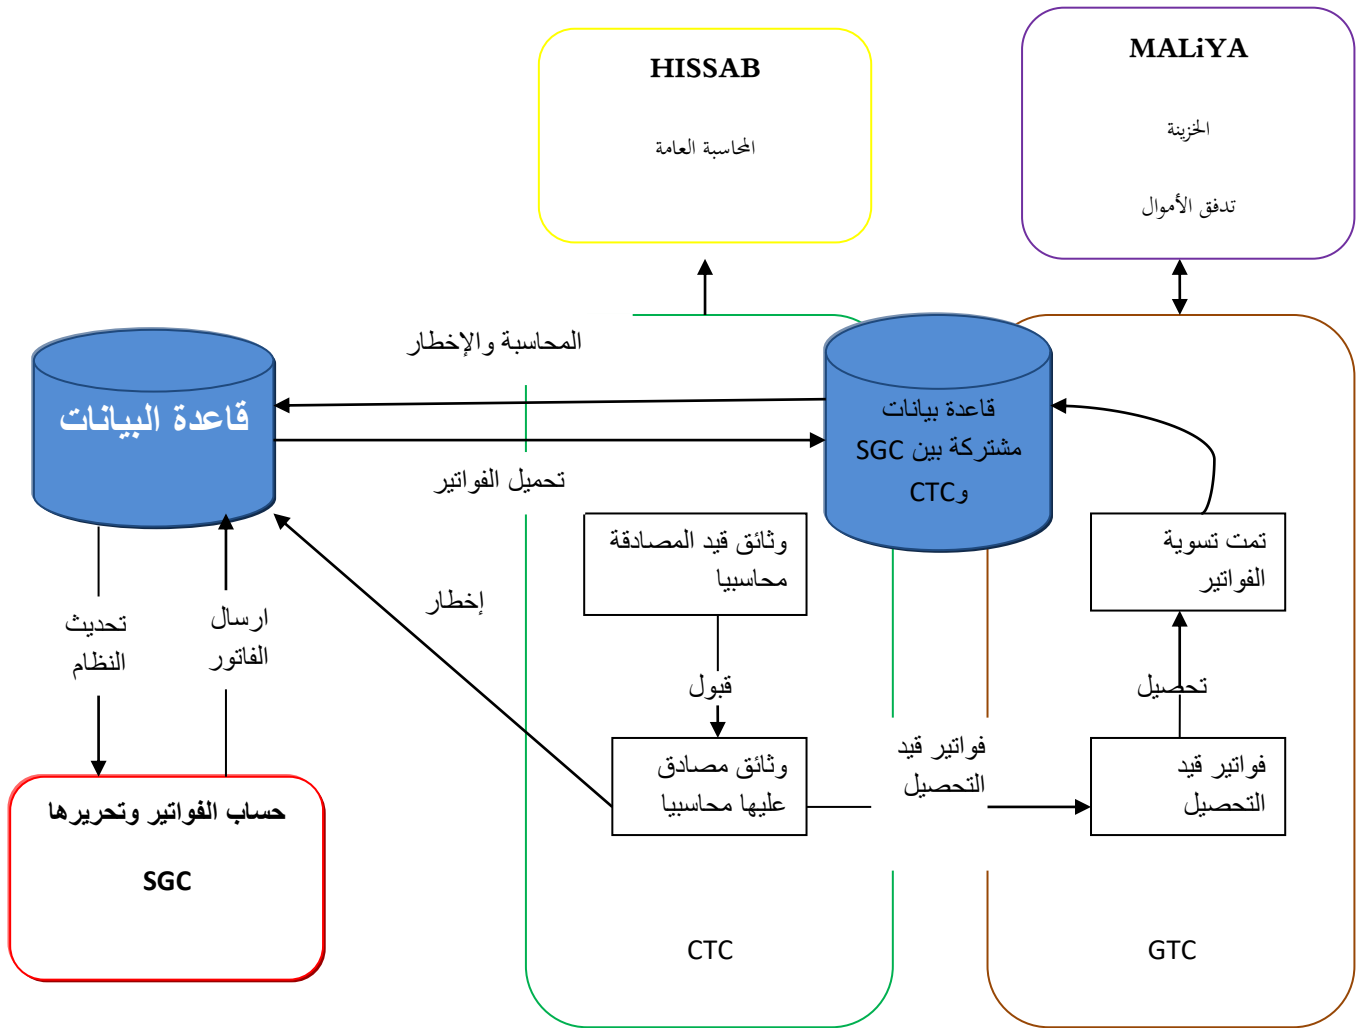 HISSAB
المحاسبة العامة
MALiYA
الخزينة
تدفق الأموال
المحاسبة والإخطار
قاعدة البيانات
قاعدة بيانات
مشتركة بين SGC
وCTC
تحميل الفواتير
وثائق قيد المصادقة
محاسبيا
تمت تسوية
الفواتير
إخطار
تحديث
النظام
ارسال
الفاتور
قبول
تحصيل
وثائق مصادق
عليها محاسبيا
فواتير قيد
التحصيل
فواتير قيد
التحصيل
حساب الفواتير وتحريرها
SGC
CTC
GTC